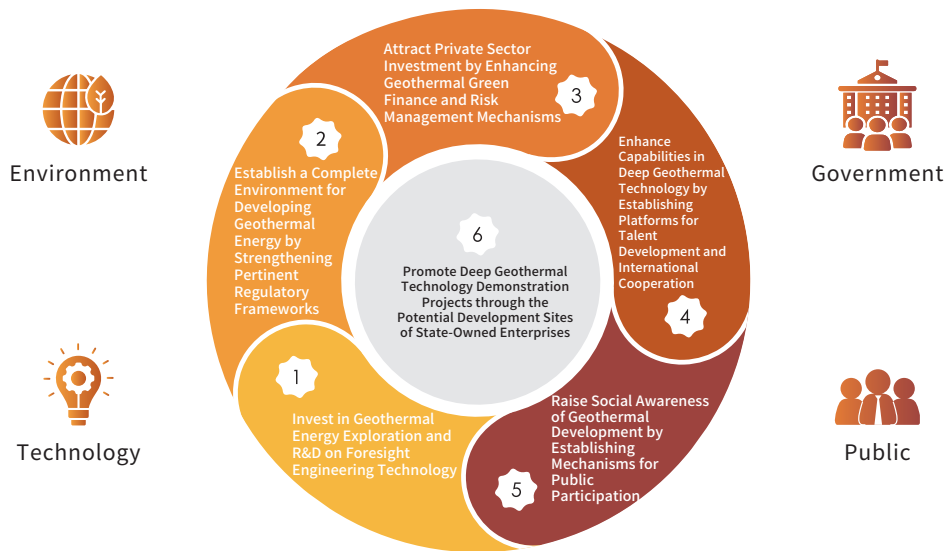 Environment
Technology
1
Invest in Geothermal
Energy Exploration and
R&D on Foresight
Engineering Technology
2
Establish a Complete
Environment for
Developing
Geothermal
Energy by
Strengthening
Pertinent
Regulatory
Frameworks
Attract Private Sector
Investment by Enhancing
Geothermal Green
Finance and Risk
Management Mechanisms
3
Enhance
Capabilities in
Deep Geothermal
Technology by
Establishing
Platforms for
Talent
Development and
International
Cooperation
4
Raise Social Awareness
of Geothermal
Development by
Establishing
Mechanisms for
Public
Participation
5
6
Promote Deep Geothermal
Technology Demonstration
Projects through the
Potential Development Sites
of State-Owned Enterprises
Government
Public